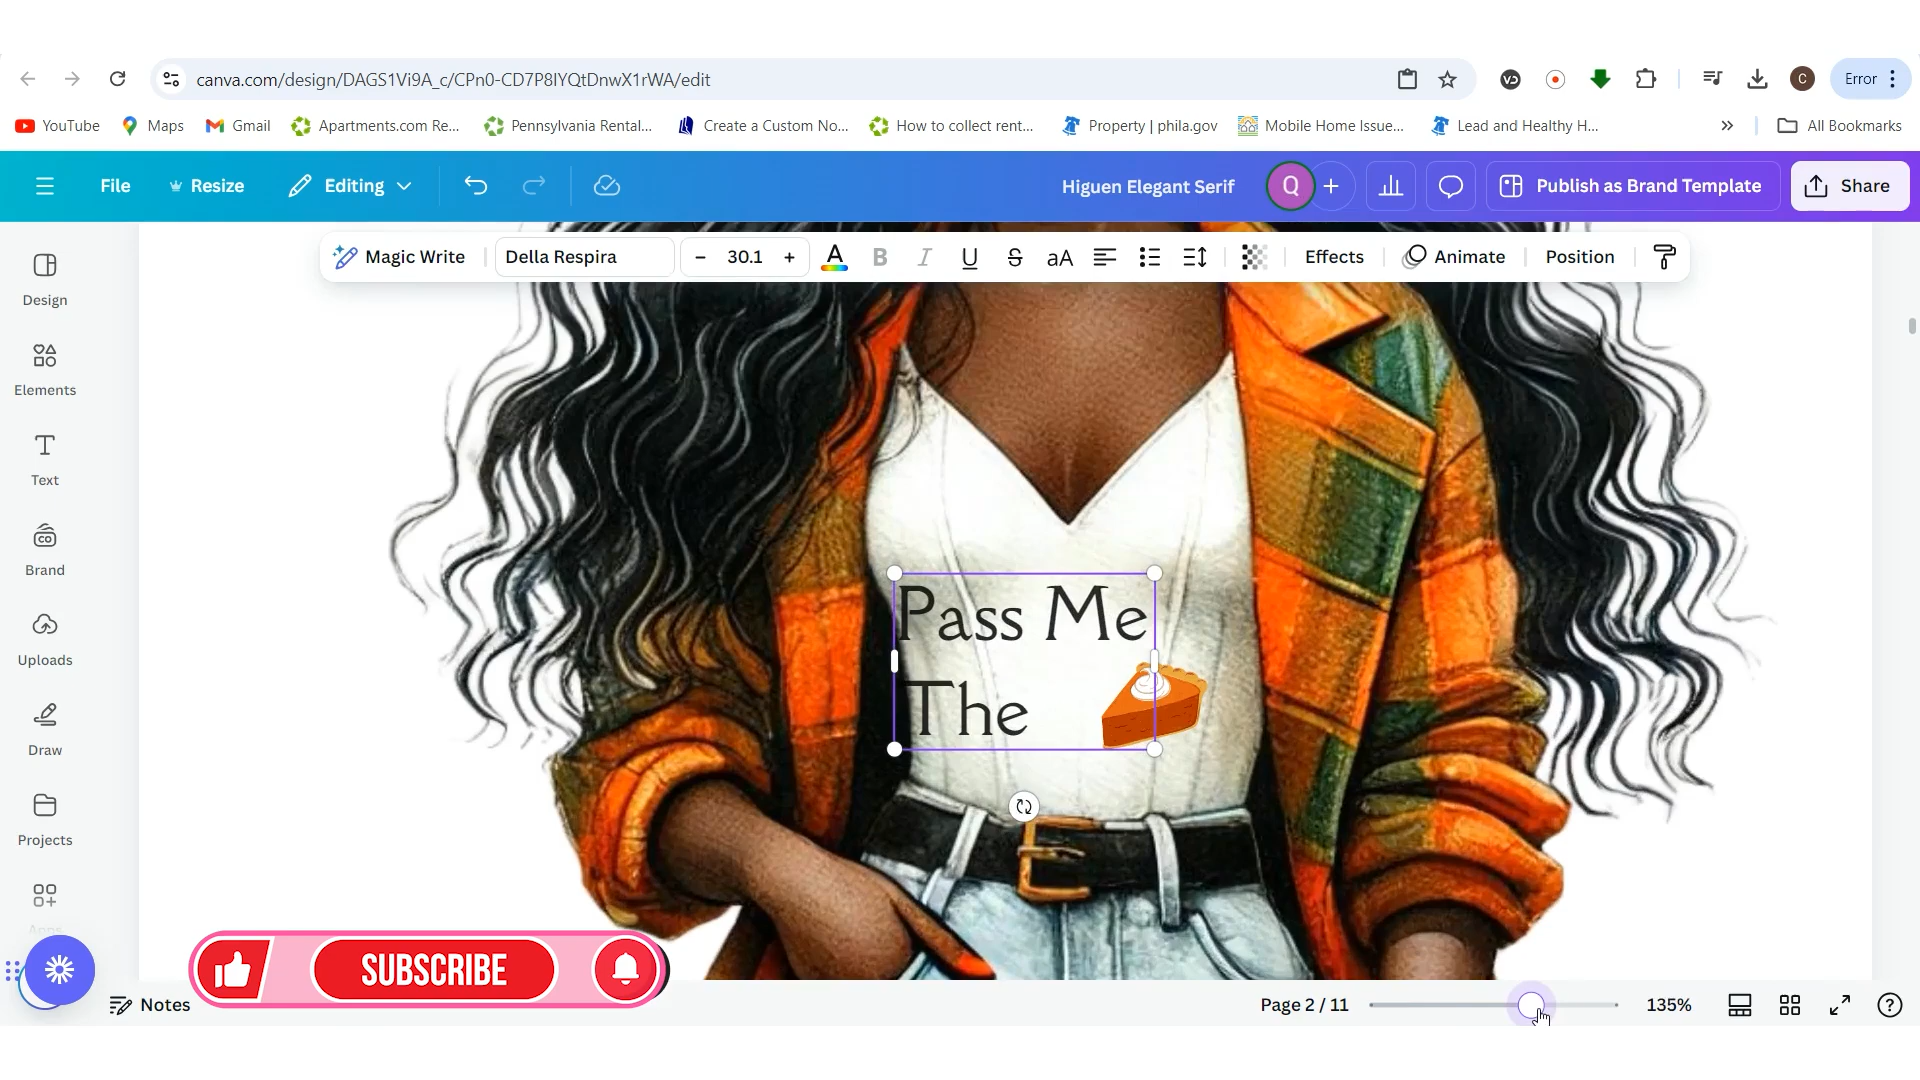 canva.com/design/DAGS1Vi9A_c/CPn0-CD7P8IYQtDnwX1rWA/edit
C
Error
YouTube
Maps
Gmail
Apartments.com Re...
Pennsylvania Rental...
Create a Custom No...
How to collect rent...
Property | phila.gov
Mobile Home Issue...
Lead and Healthy H...
All Bookmarks
File
Resize
Editing
Higuen Elegant Serif
Q
Publish as Brand Template
Share
Magic Write
Della Respira
30.1
A
B
I
U
S
aA
Effects
Animate
Position
Design
Elements
Text
Brand
Uploads
Draw
Projects
Apps
Pass Me
The
SUBSCRIBE
Notes
Page 2 / 11
135%